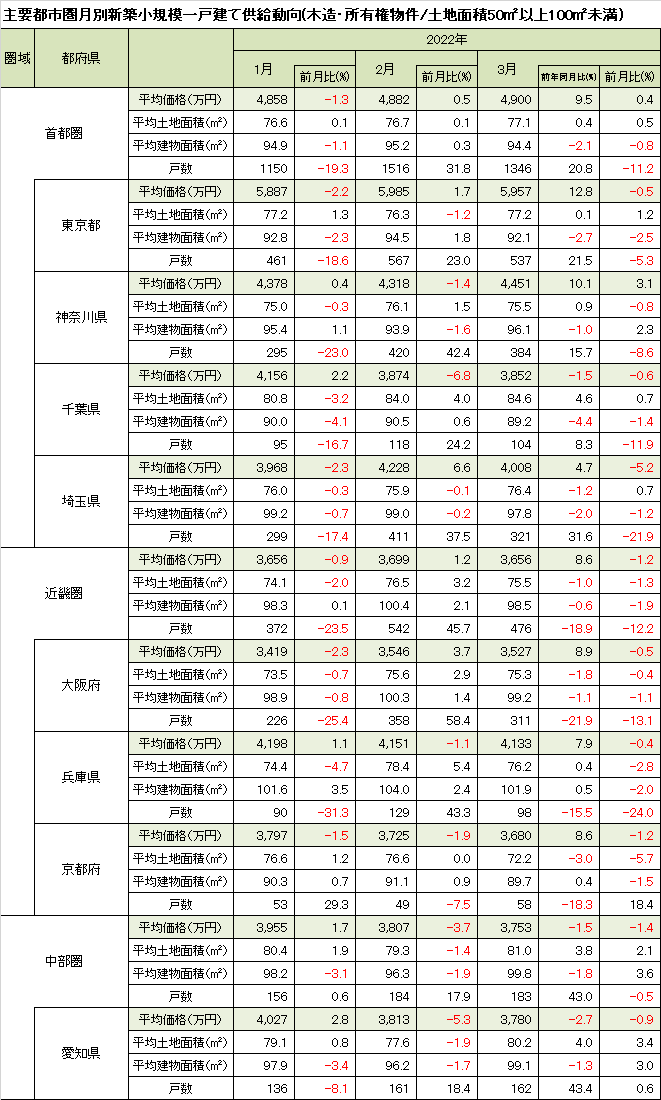 主要都市圏月別新築小規模一戸建て供給動向(木造・所有権物件/土地面積50㎡以上100㎡未満)
圏域 都府県 2022年
1月 前月比(%) 2月 前月比(%) 3月 前年同月比(%) 前月比(%)
首都圏
平均価格(万円) 4,858 -1.3 4,882 0.5 4,900 9.5 0.4
平均土地面積(㎡) 76.6 0.1 76.7 0.1 77.1 0.4 0.5
平均建物面積(㎡) 94.9 -1.1 95.2 0.3 94.4 -2.1 -0.8
戸数 1150 -19.3 1516 31.8 1346 20.8 -11.2
東京都
平均価格(万円) 5,887 -2.2 5,985 1.7 5,957 12.8 -0.5
平均土地面積(㎡) 77.2 1.3 76.3 -1.2 77.2 0.1 1.2
平均建物面積(㎡) 92.8 -2.3 94.5 1.8 92.1 -2.7 -2.5
戸数 461 -18.6 567 23.0 537 21.5 -5.3
神奈川県
平均価格(万円) 4,378 0.4 4,318 -1.4 4,451 10.1 3.1
平均土地面積(㎡) 75.0 -0.3 76.1 1.5 75.5 0.9 -0.8
平均建物面積(㎡) 95.4 1.1 93.9 -1.6 96.1 -1.0 2.3
戸数 295 -23.0 420 42.4 384 15.7 -8.6
千葉県
平均価格(万円) 4,156 2.2 3,874 -6.8 3,852 -1.5 -0.6
平均土地面積(㎡) 80.8 -3.2 84.0 4.0 84.6 4.6 0.7
平均建物面積(㎡) 90.0 -4.1 90.5 0.6 89.2 -4.4 -1.4
戸数 95 -16.7 118 24.2 104 8.3 -11.9
埼玉県
平均価格(万円) 3,968 -2.3 4,228 6.6 4,008 4.7 -5.2
平均土地面積(㎡) 76.0 -0.3 75.9 -0.1 76.4 -1.2 0.7
平均建物面積(㎡) 99.2 -0.7 99.0 -0.2 97.8 -2.0 -1.2
戸数 299 -17.4 411 37.5 321 31.6 -21.9
近畿圏
平均価格(万円) 3,656 -0.9 3,699 1.2 3,656 8.6 -1.2
平均土地面積(㎡) 74.1 -2.0 76.5 3.2 75.5 -1.0 -1.3
平均建物面積(㎡) 98.3 0.1 100.4 2.1 98.5 -0.6 -1.9
戸数 372 -23.5 542 45.7 476 -18.9 -12.2
大阪府
平均価格(万円) 3,419 -2.3 3,546 3.7 3,527 8.9 -0.5
平均土地面積(㎡) 73.5 -0.7 75.6 2.9 75.3 -1.8 -0.4
平均建物面積(㎡) 98.9 -0.8 100.3 1.4 99.2 -1.1 -1.1
戸数 226 -25.4 358 58.4 311 -21.9 -13.1
兵庫県
平均価格(万円) 4,198 1.1 4,151 -1.1 4,133 7.9 -0.4
平均土地面積(㎡) 74.4 -4.7 78.4 5.4 76.2 0.4 -2.8
平均建物面積(㎡) 101.6 3.5 104.0 2.4 101.9 0.5 -2.0
戸数 90 -31.3 129 43.3 98 -15.5 -24.0
京都府
平均価格(万円) 3,797 -1.5 3,725 -1.9 3,680 8.6 -1.2
平均土地面積(㎡) 76.6 1.2 76.6 0.0 72.2 -3.0 -5.7
平均建物面積(㎡) 90.3 0.7 91.1 0.9 89.7 0.4 -1.5
戸数 53 29.3 49 -7.5 58 -18.3 18.4
中部圏
平均価格(万円) 3,955 1.7 3,807 -3.7 3,753 -1.5 -1.4
平均土地面積(㎡) 80.4 1.9 79.3 -1.4 81.0 3.8 2.1
平均建物面積(㎡) 98.2 -3.1 96.3 -1.9 99.8 -1.8 3.6
戸数 156 0.6 184 17.9 183 43.0 -0.5
愛知県
平均価格(万円) 4,027 2.8 3,813 -5.3 3,780 -2.7 -0.9
平均土地面積(㎡) 79.1 0.8 77.6 -1.9 80.2 4.0 3.4
平均建物面積(㎡) 97.9 -3.4 96.2 -1.7 99.1 -1.3 3.0
戸数 136 -8.1 161 18.4 162 43.4 0.6